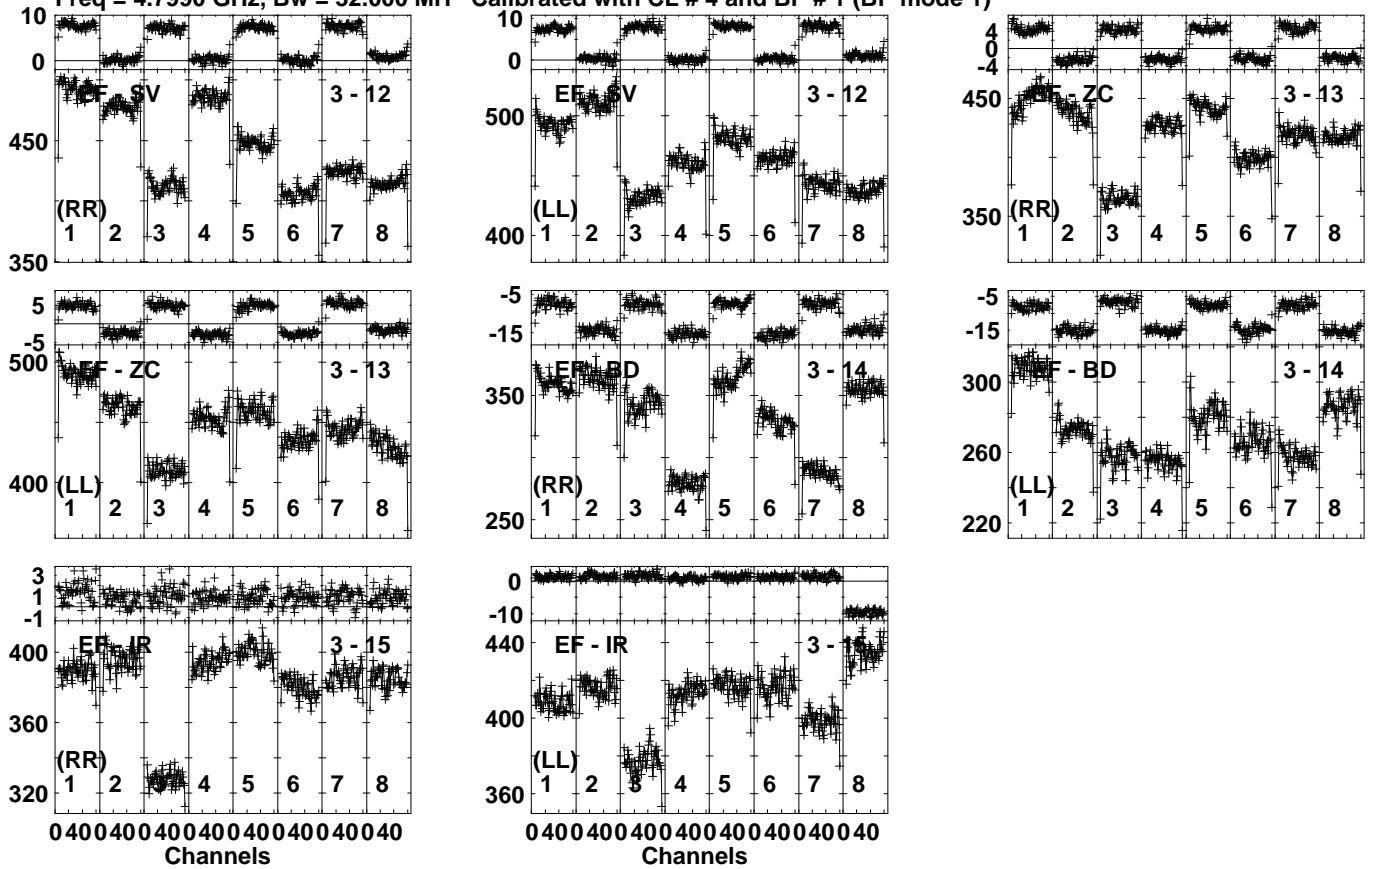 Freq = 4.7990 GHz, Bw = 32.000 MH Calibrated with CL # 4 and BP # 1 (BP mode 1)
10 10 4
0 0 0
-4
EF - SV 3 - 12 EF - SV 3 - 12 EF - ZC 3 - 13
450 500 450
(RR) (LL) 350 (RR)
1 2 3 4 5 6 7 8 1 2 3 4 5 6 7 8 1 2 3 4 5 6 7 8
350 400
5 -5 -5
-5 -15 -15
500 EF - ZC 3 - 13 EF - BD 3 - 14 EF - BD 3 - 14
350 300
260
400 (LL) (RR) (LL)
1 2 3 4 5 6 7 8 1 2 3 4 5 6 7 8 1 2 3 4 5 6 7 8
250 220
3 0
1
-1 -10
EF - IR 3 - 15 EF - IR 3 - 15
400 440
360 400
(RR) (LL)
1 2 3 4 5 6 7 8 1 2 3 4 5 6 7 8
320 360
0 40 0 40 0 40 0 40 0 40 0 40 0 40 0 40 0 40 0 40 0 40 0 40 0 40 0 40 0 40 0 40
Channels Channels